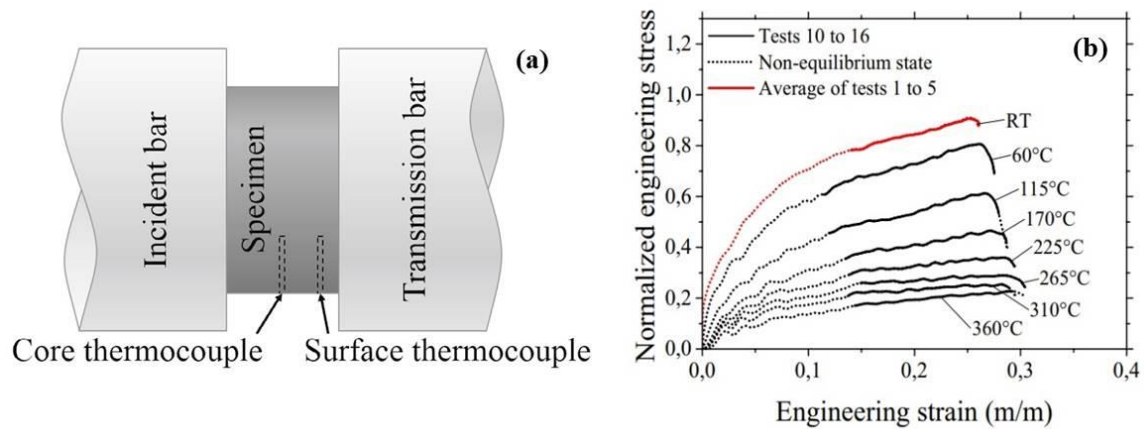 (a)
Incident bar
Specimen
Transmission bar
Core thermocouple
Surface thermocouple
(b)
Normalized engineering stress
1,2
1,0
0,8
0,6
0,4
0,2
0,0
Tests 10 to 16
Non-equilibrium state
Average of tests 1 to 5
RT
60°C
115°C
170°C
225°C
265°C
310°C
360°C
0,0 0,1 0,2 0,3 0,4
Engineering strain (m/m)